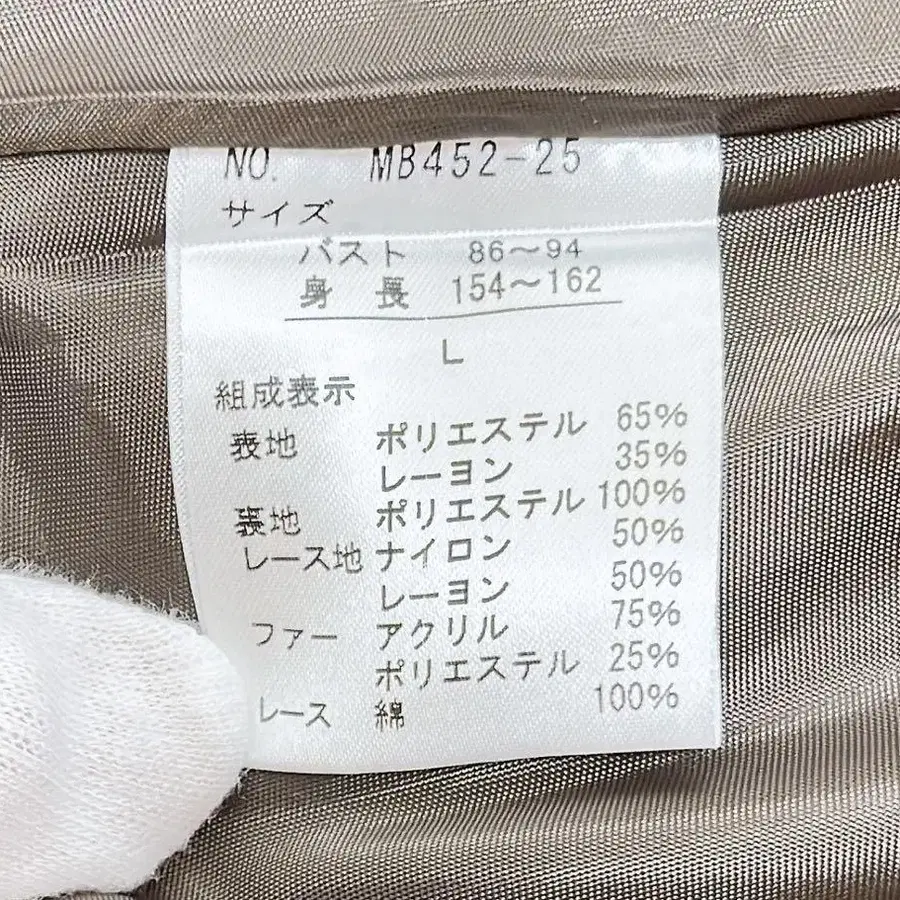 NO. MB452-25
サイズ
バスト 86〜94
身 長 154〜162
L
組成表示
表地 ポリエステル 65%
レーヨン 35%
裏地 ポリエステル 100%
レース地 ナイロン 50%
レーヨン 50%
ファー アクリル 75%
ポリエステル 25%
レース 綿 100%